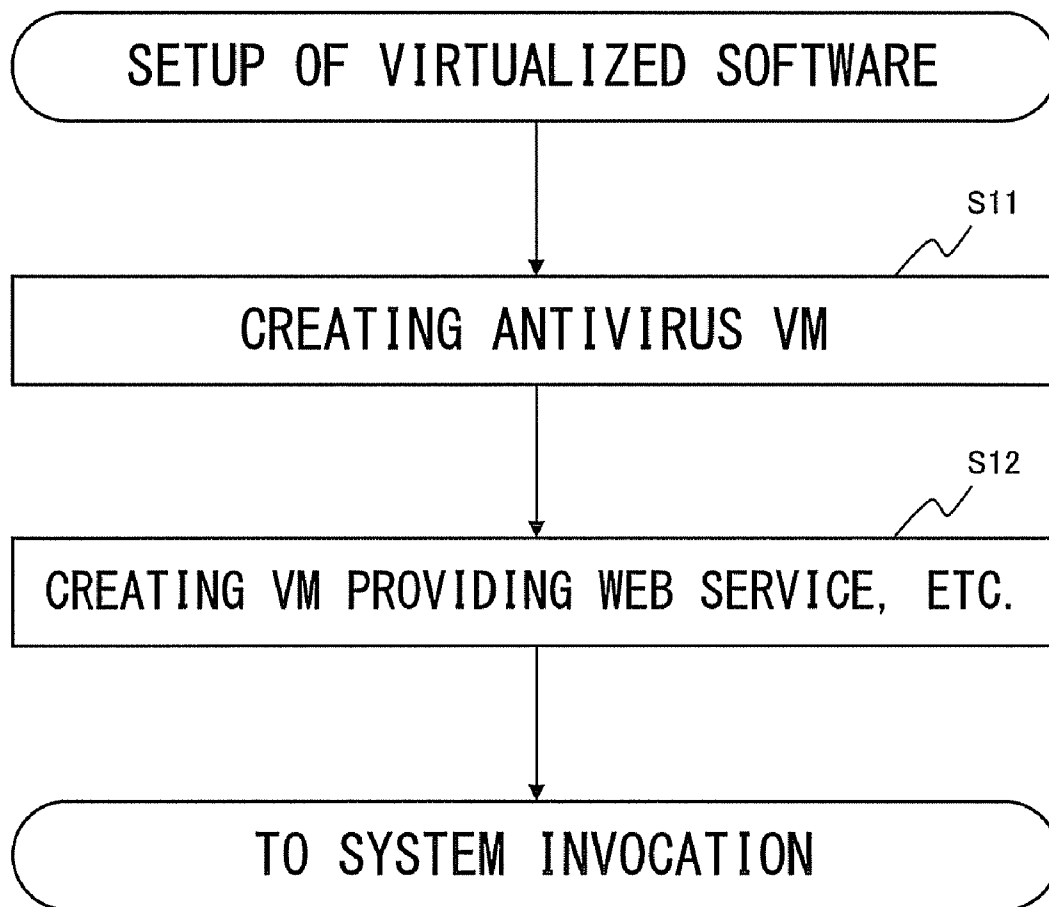 SETUP OF VIRTUALIZED SOFTWARE
S11
CREATING ANTIVIRUS VM
S12
CREATING VM PROVIDING WEB SERVICE, ETC.
TO SYSTEM INVOCATION